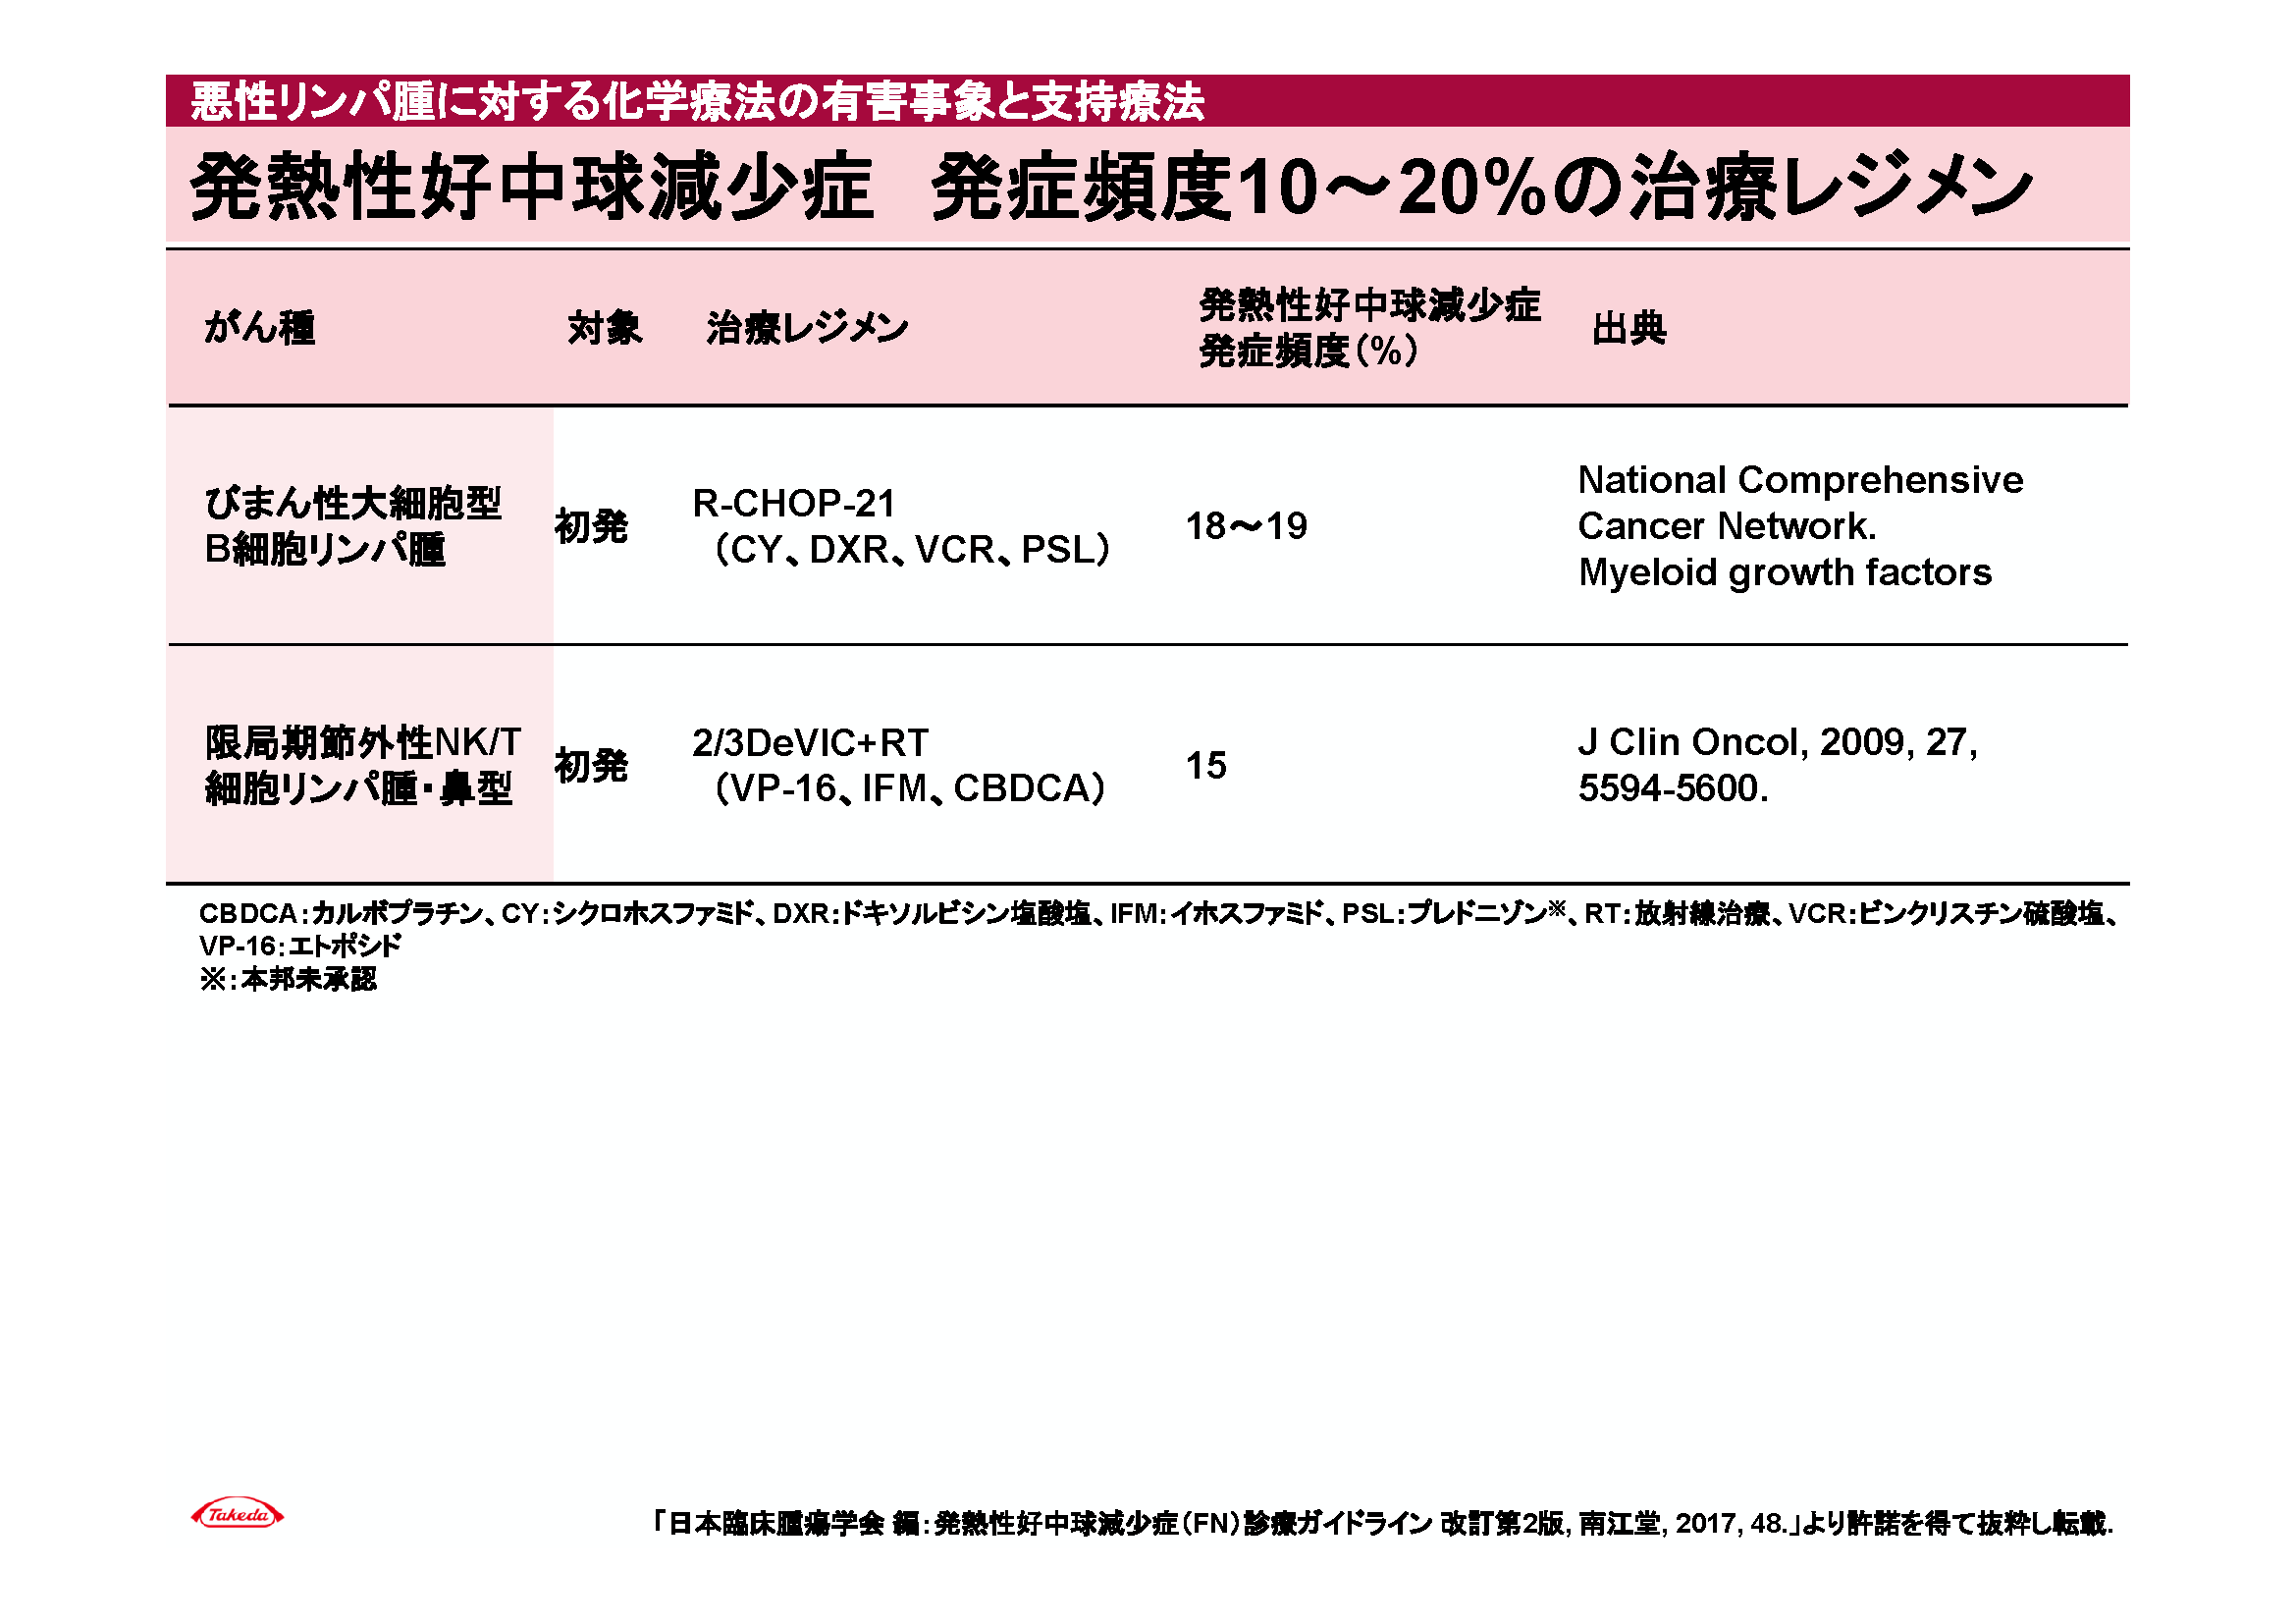 悪性リンパ腫に対する化学療法の有害事象と支持療法
発熱性好中球減少症　発症頻度10～20%の治療レジメン
がん種
対象
治療レジメン
発熱性好中球減少症
発症頻度（%）
出典
びまん性大細胞型
B細胞リンパ腫
初発
R-CHOP-21
（CY、DXR、VCR、PSL）
18～19
National Comprehensive
Cancer Network.
Myeloid growth factors
限局期節外性NK/T
細胞リンパ腫・鼻型
初発
2/3DeVIC+RT
（VP-16、IFM、CBDCA）
15
J Clin Oncol, 2009, 27,
5594-5600.
CBDCA：カルボプラチン、CY：シクロホスファミド、DXR：ドキソルビシン塩酸塩、IFM：イホスファミド、PSL：プレドニゾン※、RT：放射線治療、VCR：ビンクリスチン硫酸塩、
VP-16：エトポシド
※：本邦未承認
Takeda
「日本臨床腫瘍学会 編：発熱性好中球減少症（FN）診療ガイドライン 改訂第2版, 南江堂, 2017, 48.」より許諾を得て抜粋し転載.